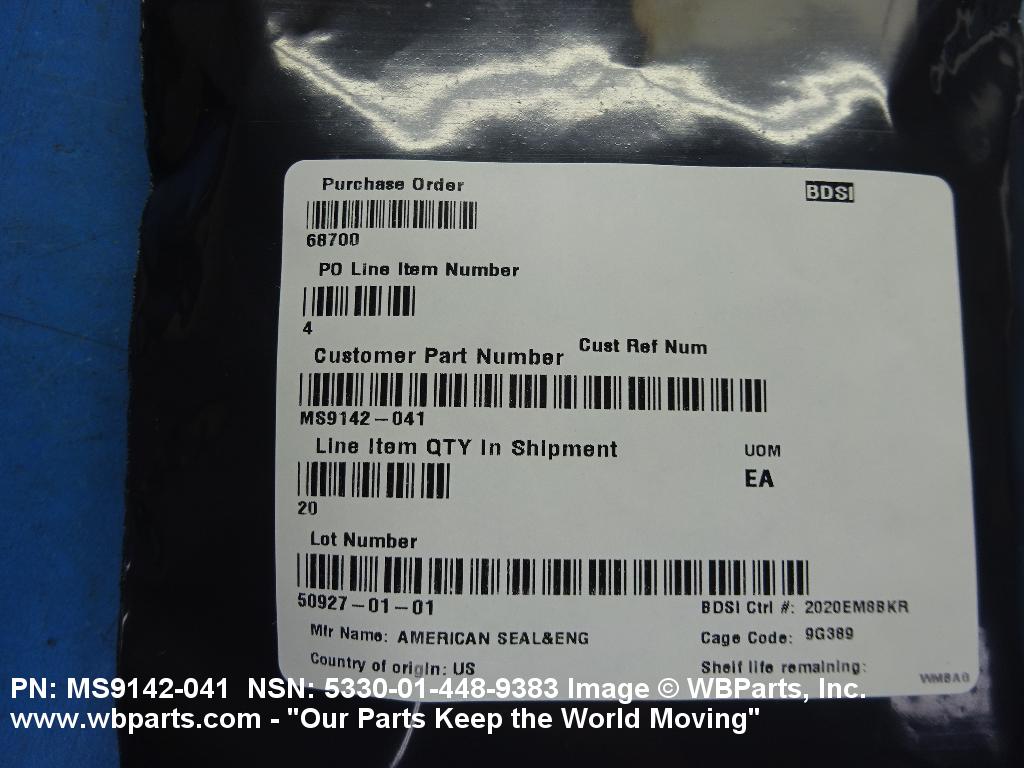 Purchase Order
BDSI
68700
PO Line Item Number
4
Customer Part Number Cust Ref Num
MS9142-041
Line Item QTY In Shipment UOM
EA
20
Lot Number
50927-01-01
BDSI Ctrl #: 2020EM8BKR
Mfr Name: AMERICAN SEAL&ENG Cage Code: 9G389
Country of origin: US Shelf life remaining:
PN: MS9142-041 NSN: 5330-01-448-9383 Image © WBParts, Inc.
www.wbparts.com - "Our Parts Keep the World Moving"